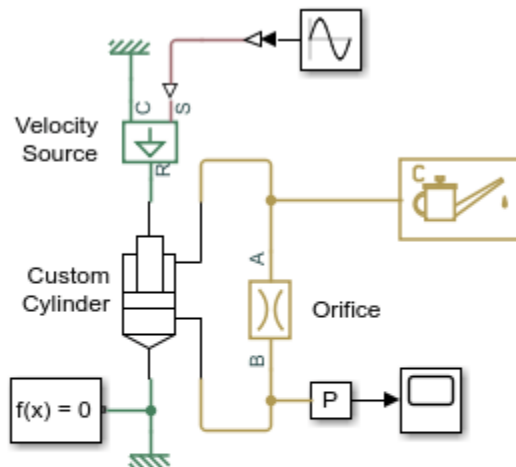 C
S
Velocity
Source
R
C
A
Custom
Cylinder
Orifice
B
f(x) = 0
P